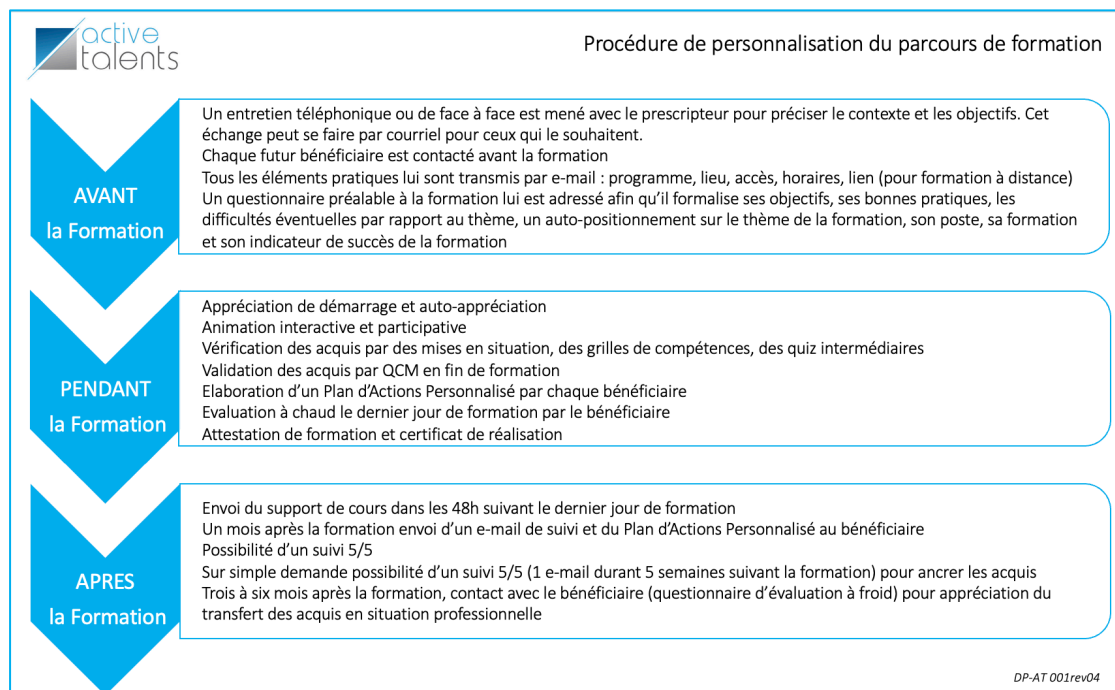 active
talents
Procédure de personnalisation du parcours de formation
AVANT
la Formation
Un entretien téléphonique ou de face à face est mené avec le prescripteur pour préciser le contexte et les objectifs. Cet
échange peut se faire par courriel pour ceux qui le souhaitent.
Chaque futur bénéficiaire est contacté avant la formation
Tous les éléments pratiques lui sont transmis par e-mail : programme, lieu, accès, horaires, lien (pour formation à distance)
Un questionnaire préalable à la formation lui est adressé afin qu’il formalise ses objectifs, ses bonnes pratiques, les
difficultés éventuelles par rapport au thème, un auto-positionnement sur le thème de la formation, son poste, sa formation
et son indicateur de succès de la formation
PENDANT
la Formation
Appréciation de démarrage et auto-appréciation
Animation interactive et participative
Vérification des acquis par des mises en situation, des grilles de compétences, des quiz intermédiaires
Validation des acquis par QCM en fin de formation
Elaboration d’un Plan d’Actions Personnalisé par chaque bénéficiaire
Evaluation à chaud le dernier jour de formation par le bénéficiaire
Attestation de formation et certificat de réalisation
APRES
la Formation
Envoi du support de cours dans les 48h suivant le dernier jour de formation
Un mois après la formation envoi d’un e-mail de suivi et du Plan d’Actions Personnalisé au bénéficiaire
Possibilité d’un suivi 5/5
Sur simple demande possibilité d’un suivi 5/5 (1 e-mail durant 5 semaines suivant la formation) pour ancrer les acquis
Trois à six mois après la formation, contact avec le bénéficiaire (questionnaire d’évaluation à froid) pour appréciation du
transfert des acquis en situation professionnelle
DP-AT 001rev04